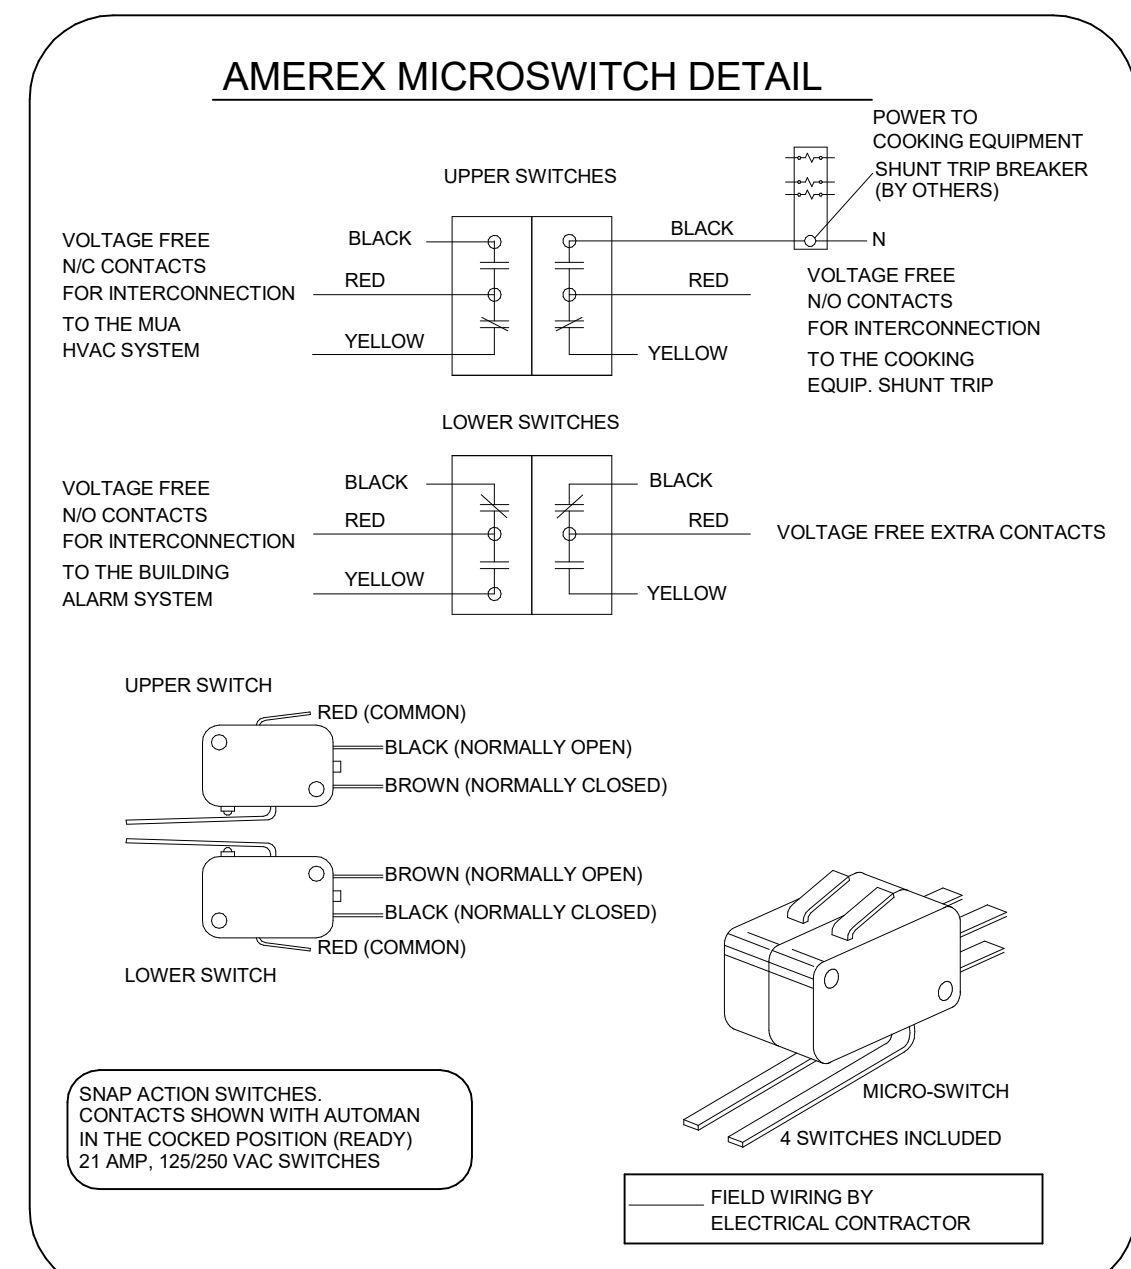 AMEREX MICROSWITCH DETAIL
POWER TO
COOKING EQUIPMENT
SHUNT TRIP BREAKER
(BY OTHERS)
UPPER SWITCHES
VOLTAGE FREE
N/C CONTACTS
FOR INTERCONNECTION
TO THE MUA
HVAC SYSTEM
BLACK
RED
YELLOW
BLACK
RED
YELLOW
N
VOLTAGE FREE
N/O CONTACTS
FOR INTERCONNECTION
TO THE COOKING
EQUIP. SHUNT TRIP
LOWER SWITCHES
VOLTAGE FREE
N/O CONTACTS
FOR INTERCONNECTION
TO THE BUILDING
ALARM SYSTEM
BLACK
RED
YELLOW
BLACK
RED
YELLOW
VOLTAGE FREE EXTRA CONTACTS
UPPER SWITCH
RED (COMMON)
BLACK (NORMALLY OPEN)
BROWN (NORMALLY CLOSED)
BROWN (NORMALLY OPEN)
BLACK (NORMALLY CLOSED)
RED (COMMON)
LOWER SWITCH
SNAP ACTION SWITCHES.
CONTACTS SHOWN WITH AUTOMAN
IN THE COCKED POSITION (READY)
21 AMP, 125/250 VAC SWITCHES
MICRO-SWITCH
4 SWITCHES INCLUDED
FIELD WIRING BY
ELECTRICAL CONTRACTOR